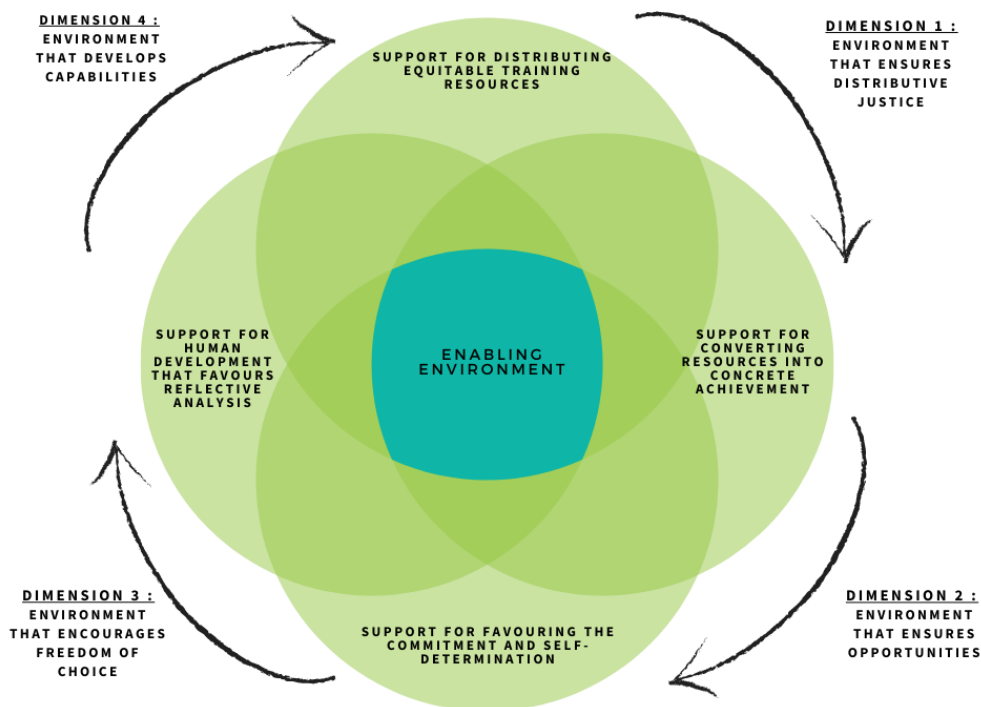 DIMENSION 4 :
ENVIRONMENT
THAT DEVELOPS
CAPABILITIES
SUPPORT FOR DISTRIBUTING
EQUITABLE TRAINING
RESOURCES
DIMENSION 1 :
ENVIRONMENT
THAT ENSURES
DISTRIBUTIVE
JUSTICE
SUPPORT FOR
HUMAN
DEVELOPMENT
THAT FAVOURS
REFLECTIVE
ANALYSIS
ENABLING
ENVIRONMENT
SUPPORT FOR
CONVERTING
RESOURCES INTO
CONCRETE
ACHIEVEMENT
DIMENSION 3 :
ENVIRONMENT
THAT ENCOURAGES
FREEDOM OF
CHOICE
SUPPORT FOR FAVOURING THE
COMMITMENT AND SELF-
DETERMINATION
DIMENSION 2 :
ENVIRONMENT
THAT ENSURES
OPPORTUNITIES